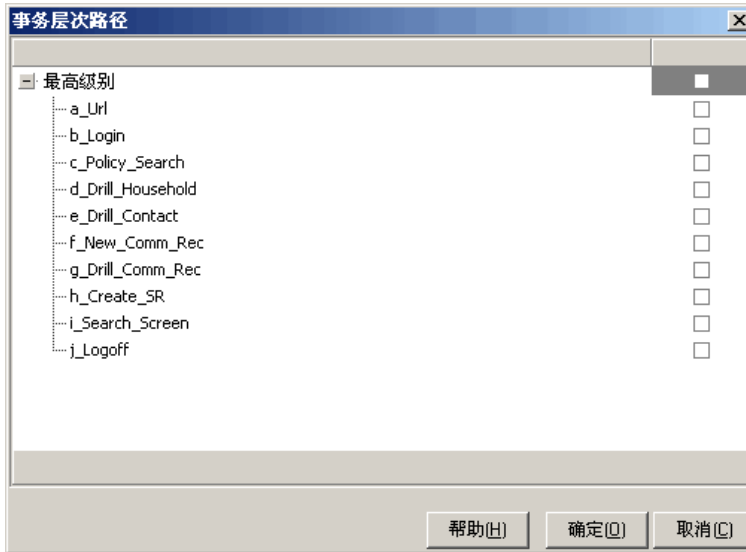 事务层次路径
最高级别
a_Url
b_Login
c_Policy_Search
d_Drill_Household
e_Drill_Contact
f_New_Comm_Rec
g_Drill_Comm_Rec
h_Create_SR
i_Search_Screen
j_Logoff
帮助(H) 确定(O) 取消(C)